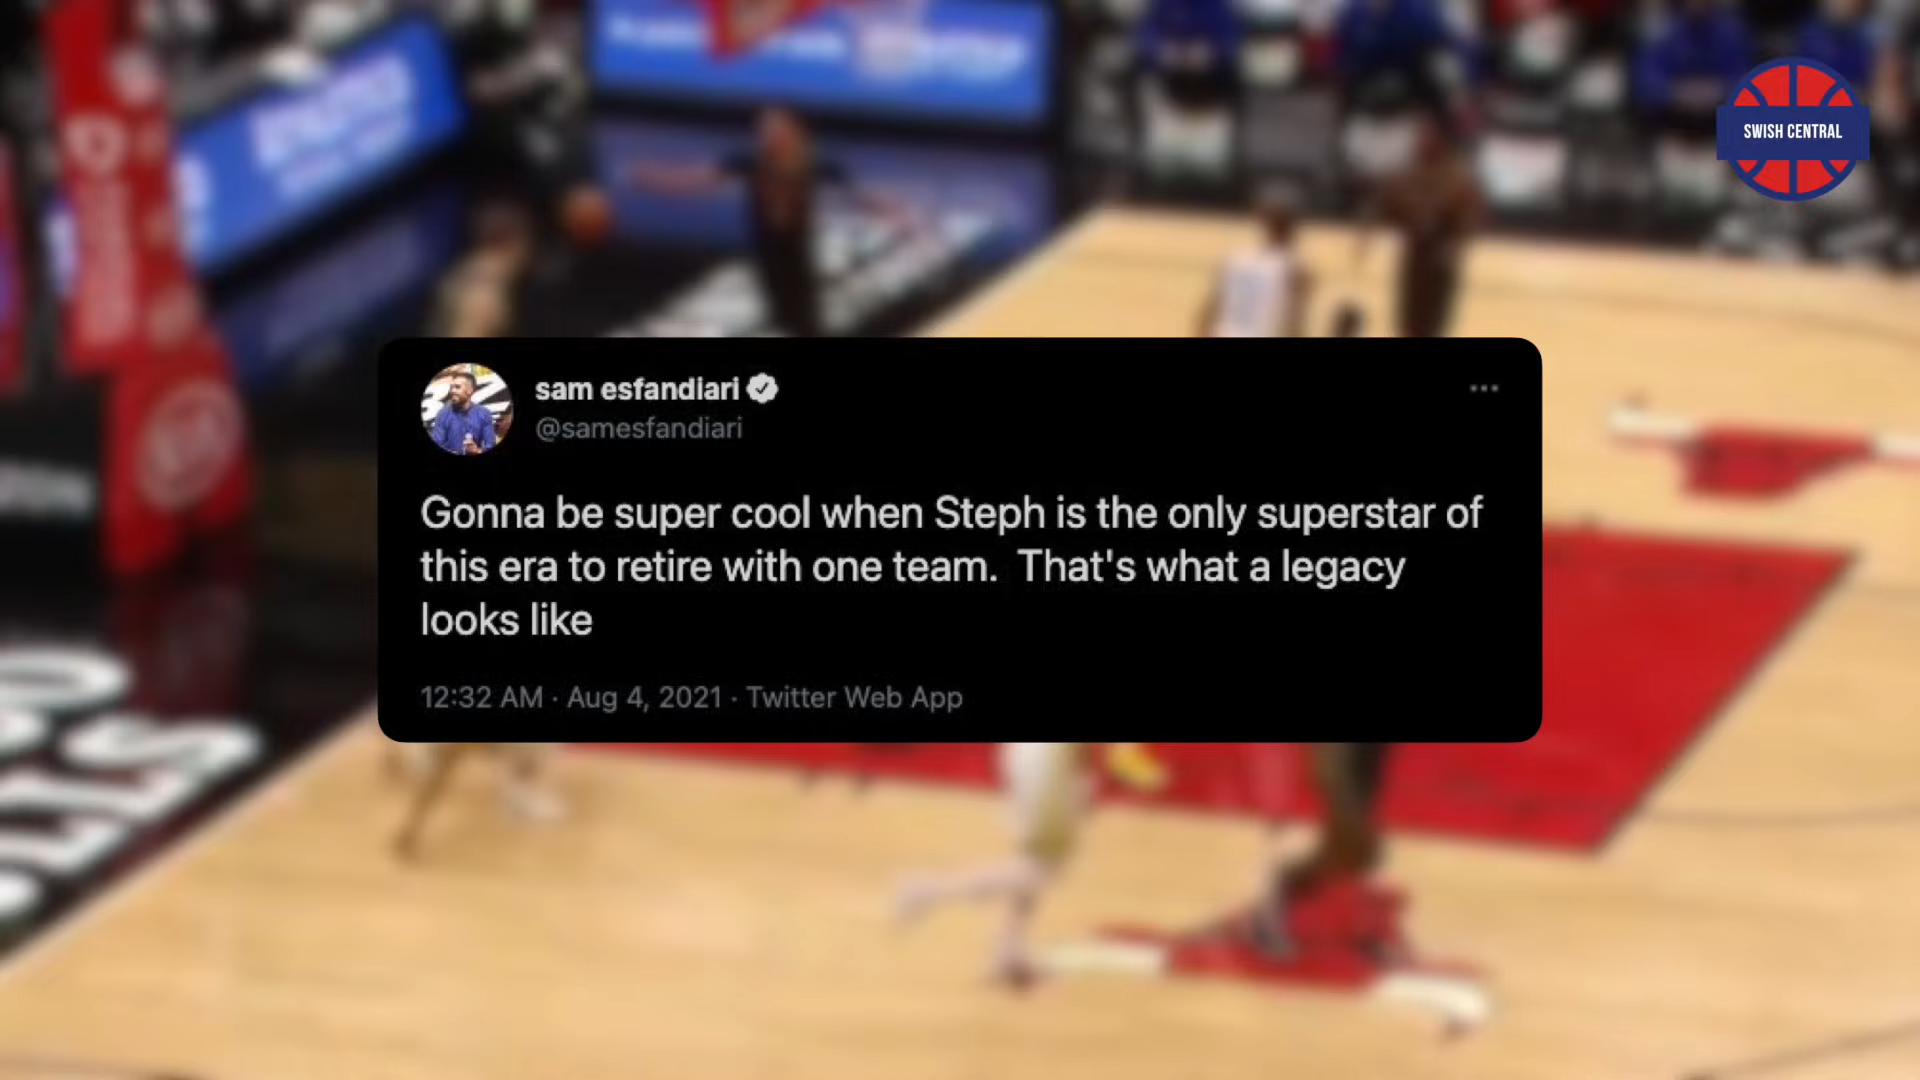 SWISH CENTRAL
sam esfandiari
@samesfandiari
Gonna be super cool when Steph is the only superstar of
this era to retire with one team.  That's what a legacy
looks like
12:32 AM · Aug 4, 2021 · Twitter Web App